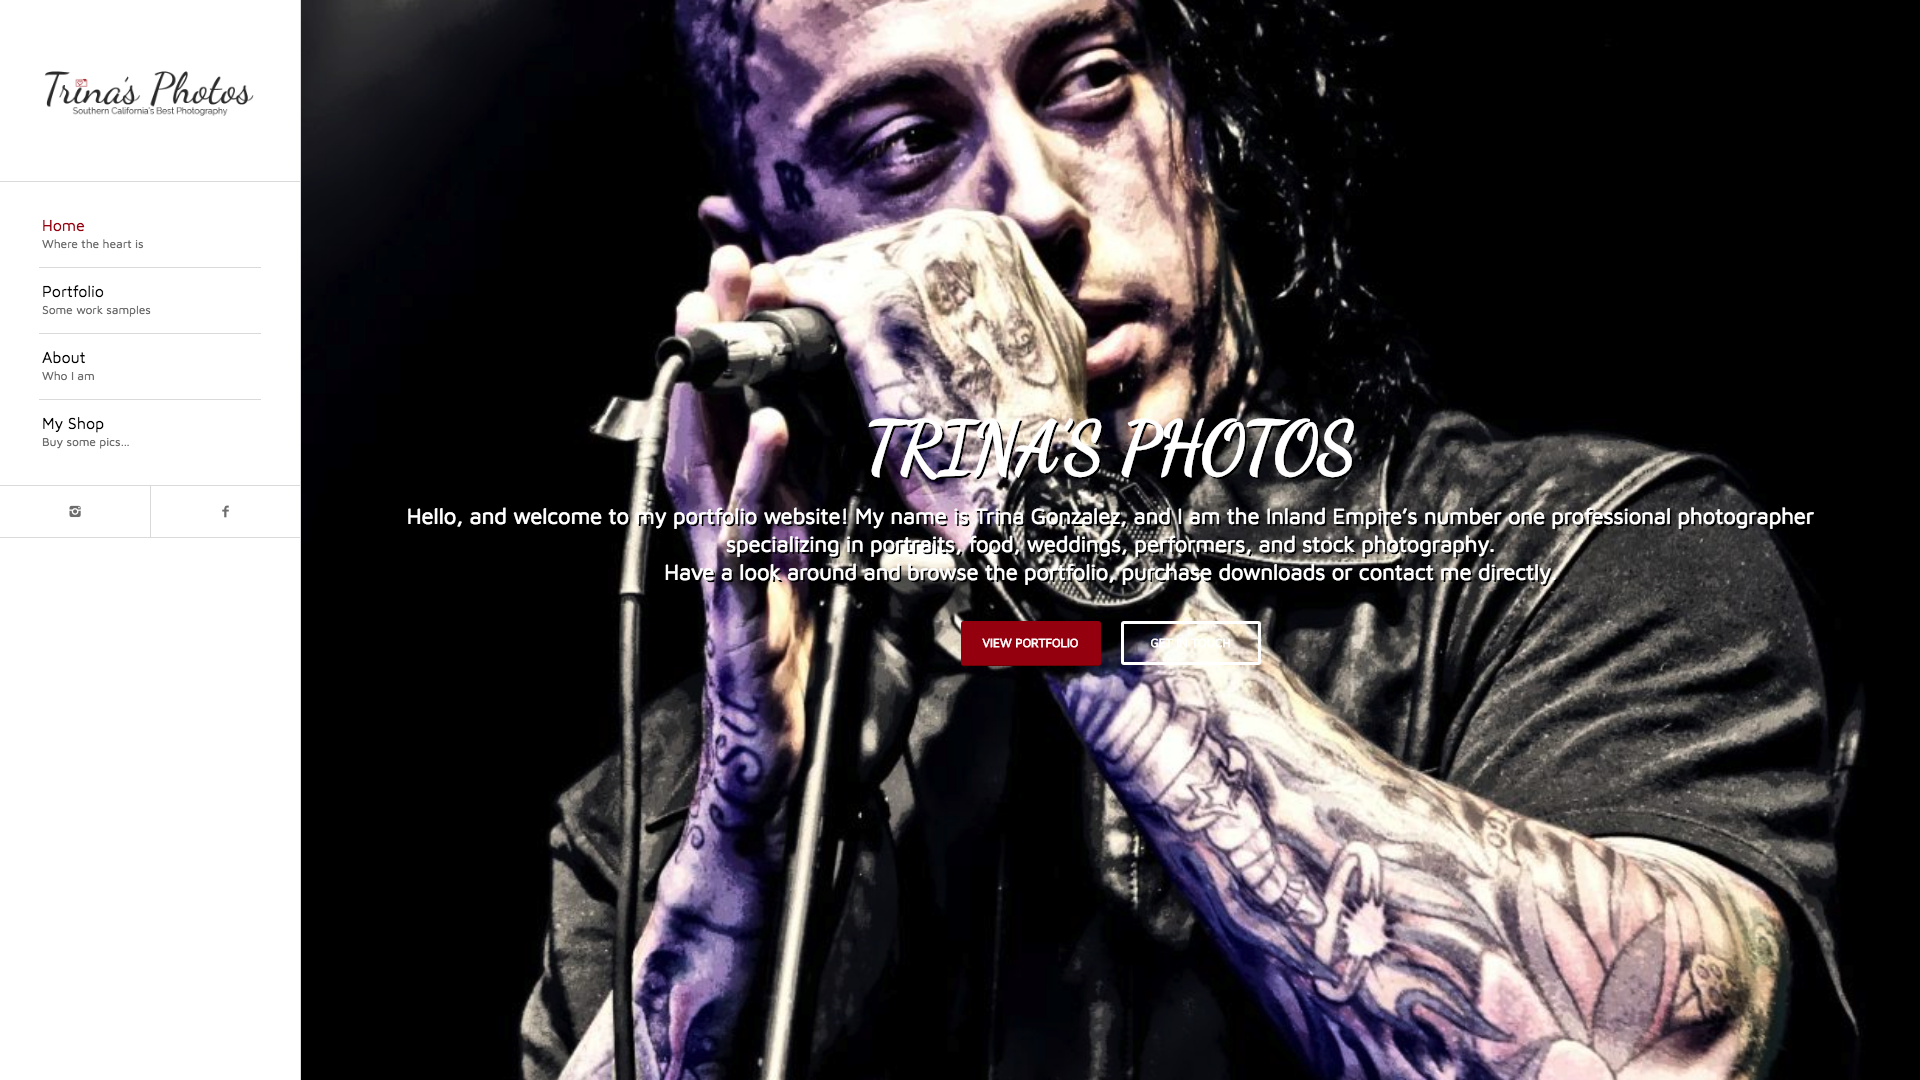 Trina's Photos
Southern California's Best Photography
Home
Where the heart is
Portfolio
Some work samples
About
Who I am
My Shop
Buy some pics...
TRINA'S PHOTOS
Hello, and welcome to my portfolio website! My name is Trina Gonzalez, and I am the Inland Empire's number one professional photographer
specializing in portraits, food, weddings, performers, and stock photography.
Have a look around and browse the portfolio, purchase downloads or contact me directly.
VIEW PORTFOLIO